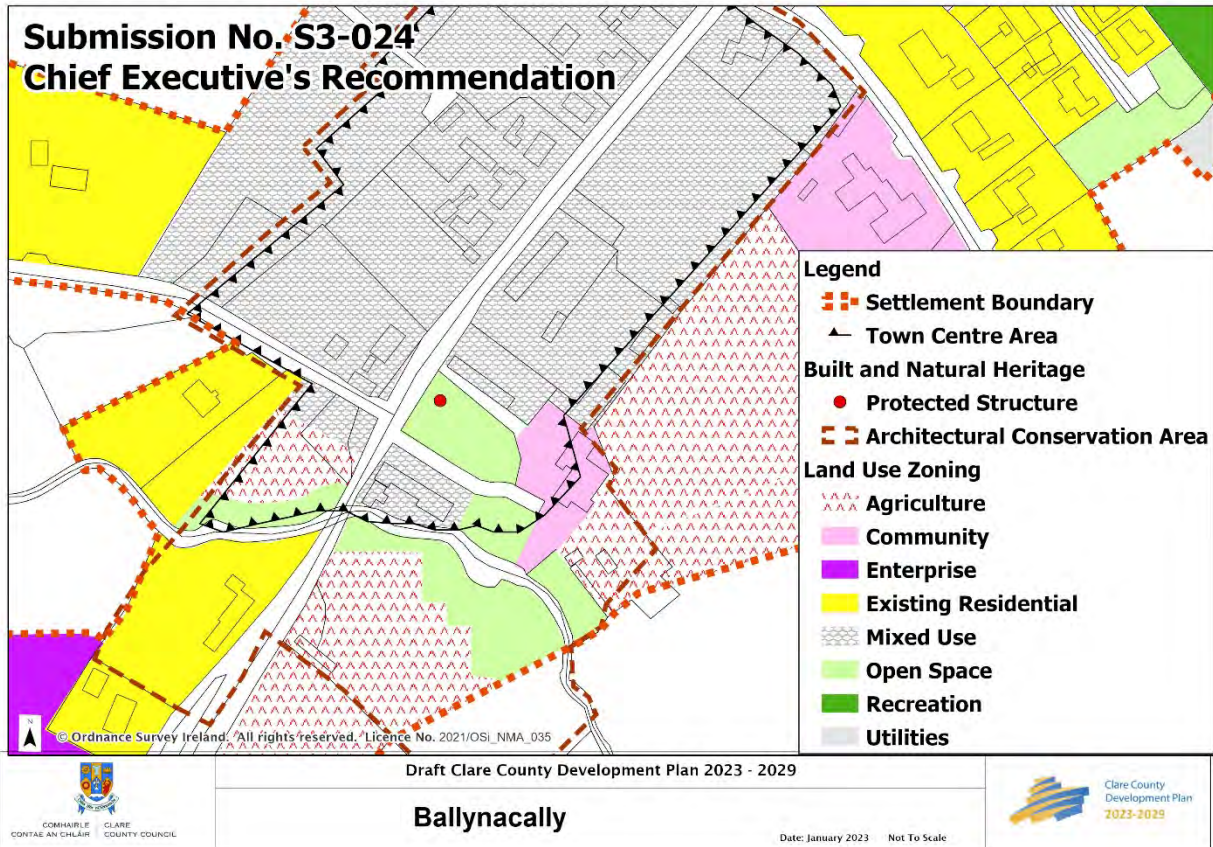 Submission No. S3-024
Chief Executive's Recommendation
Legend
Settlement Boundary
Town Centre Area
Built and Natural Heritage
Protected Structure
Architectural Conservation Area
Land Use Zoning
Agriculture
Community
Enterprise
Existing Residential
Mixed Use
Open Space
Recreation
Utilities
N
© Ordnance Survey Ireland. All rights reserved. Licence No. 2021/OSi_NMA_035
COMHAIRLE CLARE
CONTAE AN CHLÁIR COUNTY COUNCIL
Draft Clare County Development Plan 2023 - 2029
Ballynacally
Date: January 2023 Not To Scale
Clare County
Development Plan
2023-2029